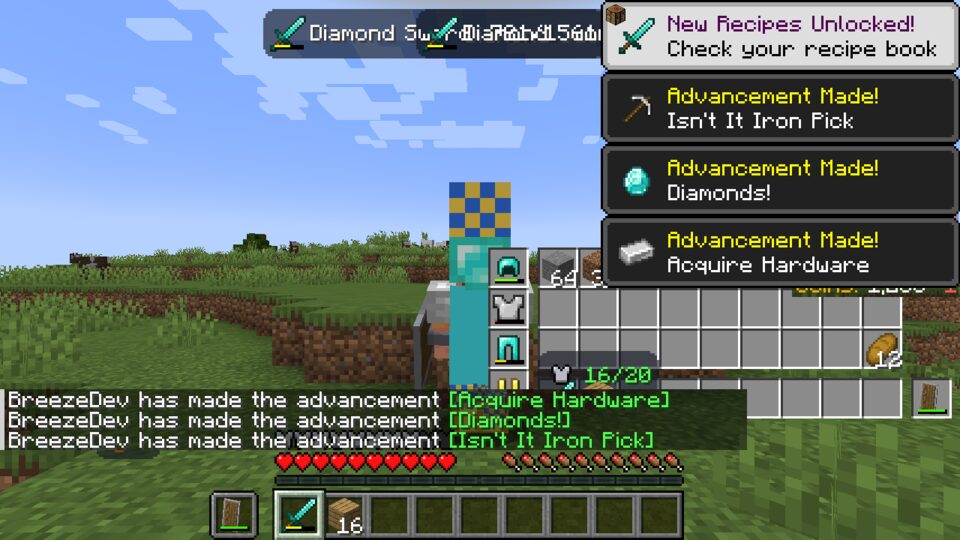 Diamond Sw
New Recipes Unlocked!
Check your recipe book
Advancement Made!
Isn't It Iron Pick
Advancement Made!
Diamonds!
Advancement Made!
Acquire Hardware
64
12
16/20
BreezeDev has made the advancement [Acquire Hardware]
BreezeDev has made the advancement [Diamonds!]
BreezeDev has made the advancement [Isn't It Iron Pick]
16